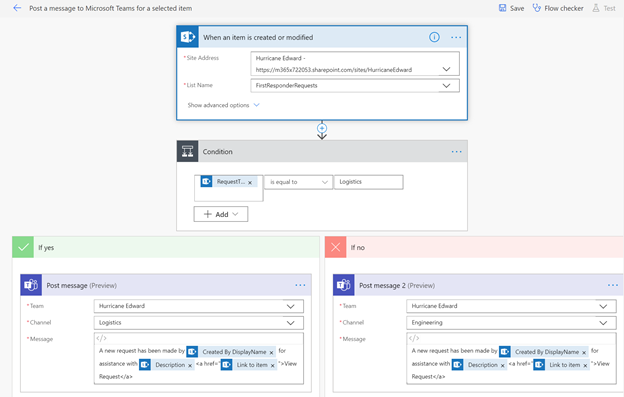 Post a message to Microsoft Teams for a selected item
Save
Flow checker
Test
When an item is created or modified
* Site Address
Hurricane Edward -
https://m365x722053.sharepoint.com/sites/HurricaneEdward
* List Name
FirstResponderRequests
Show advanced options
Condition
RequestT... x
is equal to
Logistics
+ Add
If yes
If no
Post message (Preview)
* Team
Hurricane Edward
* Channel
Logistics
* Message
</>
A new request has been made by Created By DisplayName x for
assistance with Description x <a href=" Link to item x ">View
Request</a>
Post message 2 (Preview)
* Team
Hurricane Edward
* Channel
Engineering
* Message
</>
A new request has been made by Created By DisplayName x for
assistance with Description x <a href=" Link to item x ">View
Request</a>